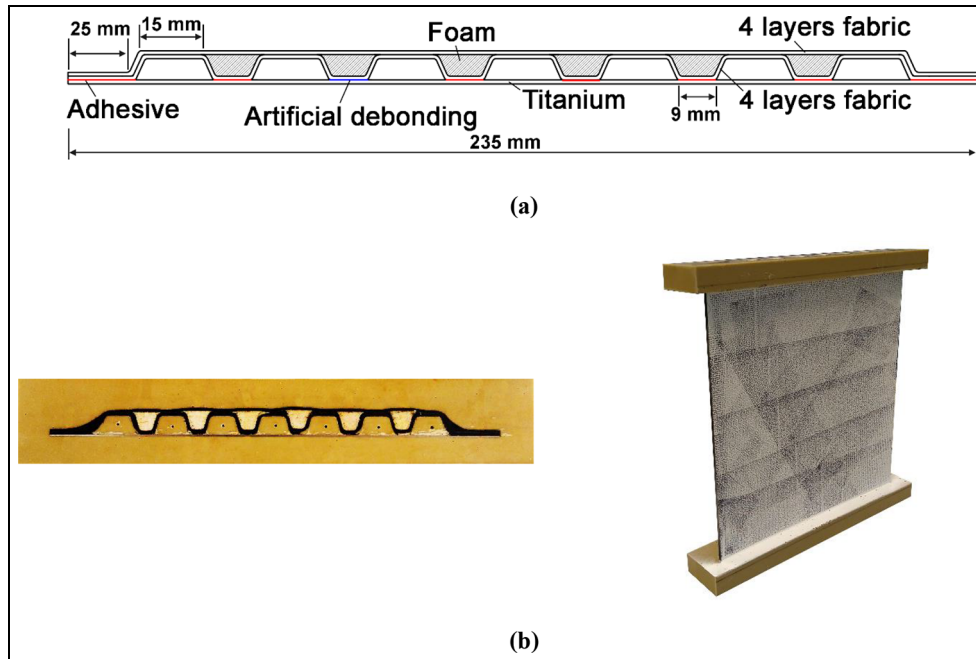 25 mm
15 mm
Foam
4 layers fabric
Adhesive
Artificial debonding
Titanium
9 mm
4 layers fabric
235 mm
(a)
(b)